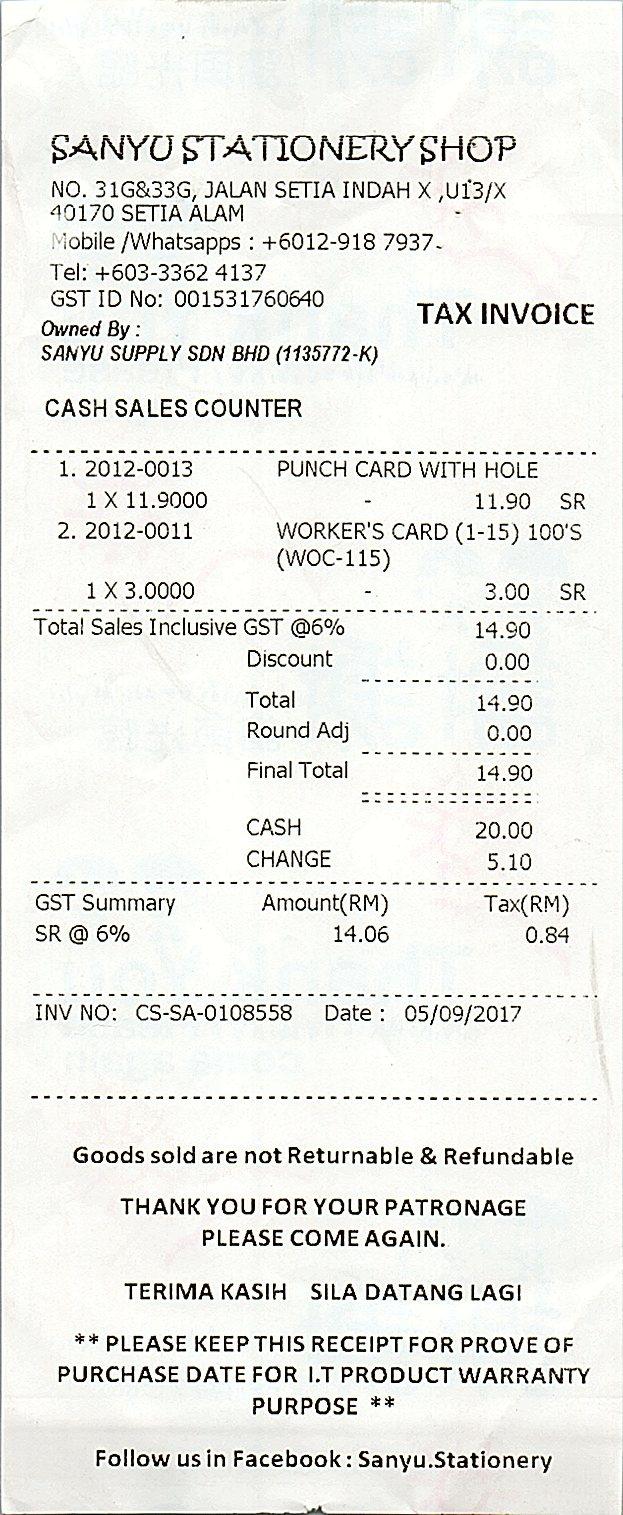 SANYU STATIONERY SHOP
NO. 31G&33G, JALAN SETIA INDAH X ,U13/X
40170 SETIA ALAM
Mobile /Whatsapps : +6012-918 7937
Tel: +603-3362 4137
GST ID No: 001531760640
TAX INVOICE
Owned By :
SANYU SUPPLY SDN BHD (1135772-K)
CASH SALES COUNTER
1. 2012-0013 PUNCH CARD WITH HOLE
1 X 11.9000 - 11.90 SR
2. 2012-0011 WORKER'S CARD (1-15) 100'S
(WOC-115)
1 X 3.0000 - 3.00 SR
Total Sales Inclusive GST @6% 14.90
Discount 0.00
Total 14.90
Round Adj 0.00
Final Total 14.90
CASH 20.00
CHANGE 5.10
GST Summary Amount(RM) Tax(RM)
SR @ 6% 14.06 0.84
INV NO: CS-SA-0108558 Date : 05/09/2017
Goods sold are not Returnable & Refundable
THANK YOU FOR YOUR PATRONAGE
PLEASE COME AGAIN.
TERIMA KASIH SILA DATANG LAGI
** PLEASE KEEP THIS RECEIPT FOR PROVE OF
PURCHASE DATE FOR I.T PRODUCT WARRANTY
PURPOSE **
Follow us in Facebook : Sanyu.Stationery